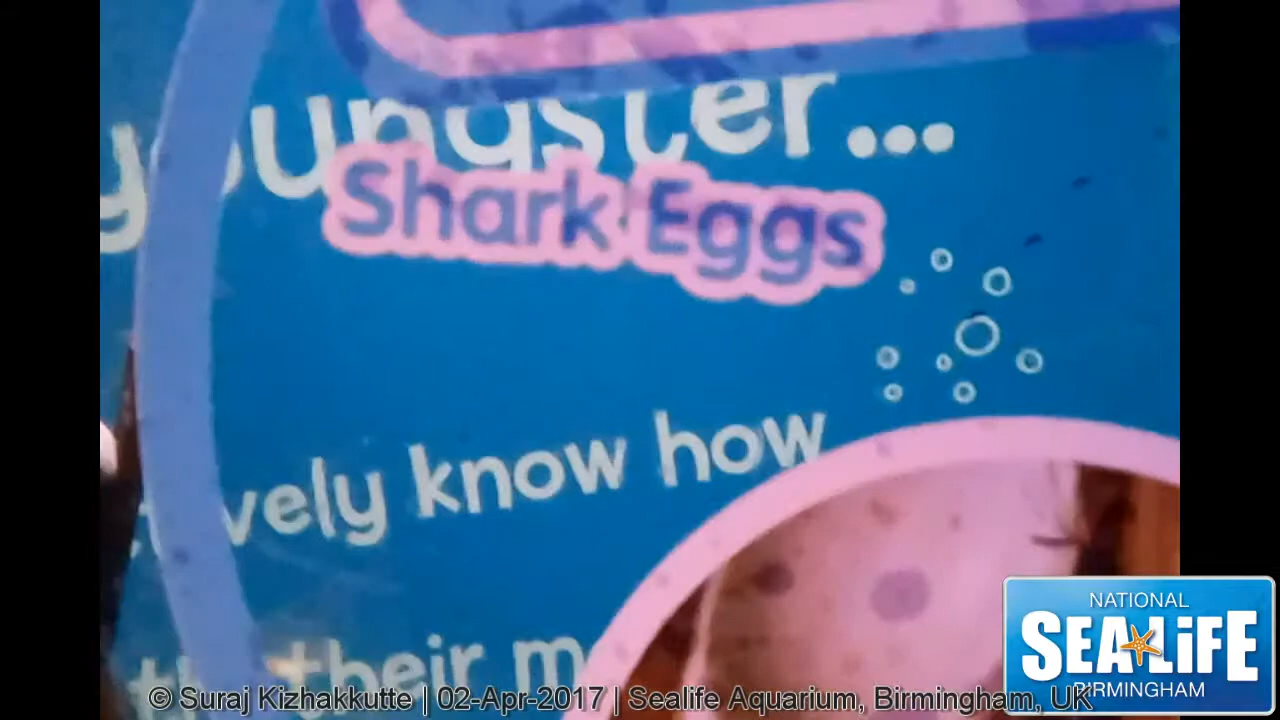 youngster...
Shark Eggs
vely know how
their m
NATIONAL
SEA LiFE
BIRMINGHAM
© Suraj Kizhakkutte | 02-Apr-2017 | Sealife Aquarium, Birmingham, UK